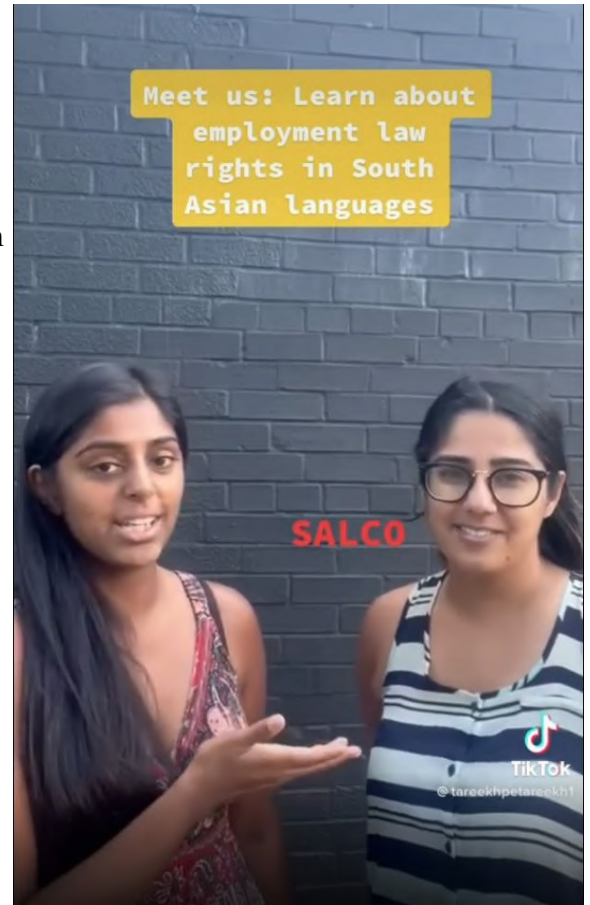 Meet us: Learn about
employment law
rights in South
Asian languages
SALCO
TikTok
@tareekhpetareekh1